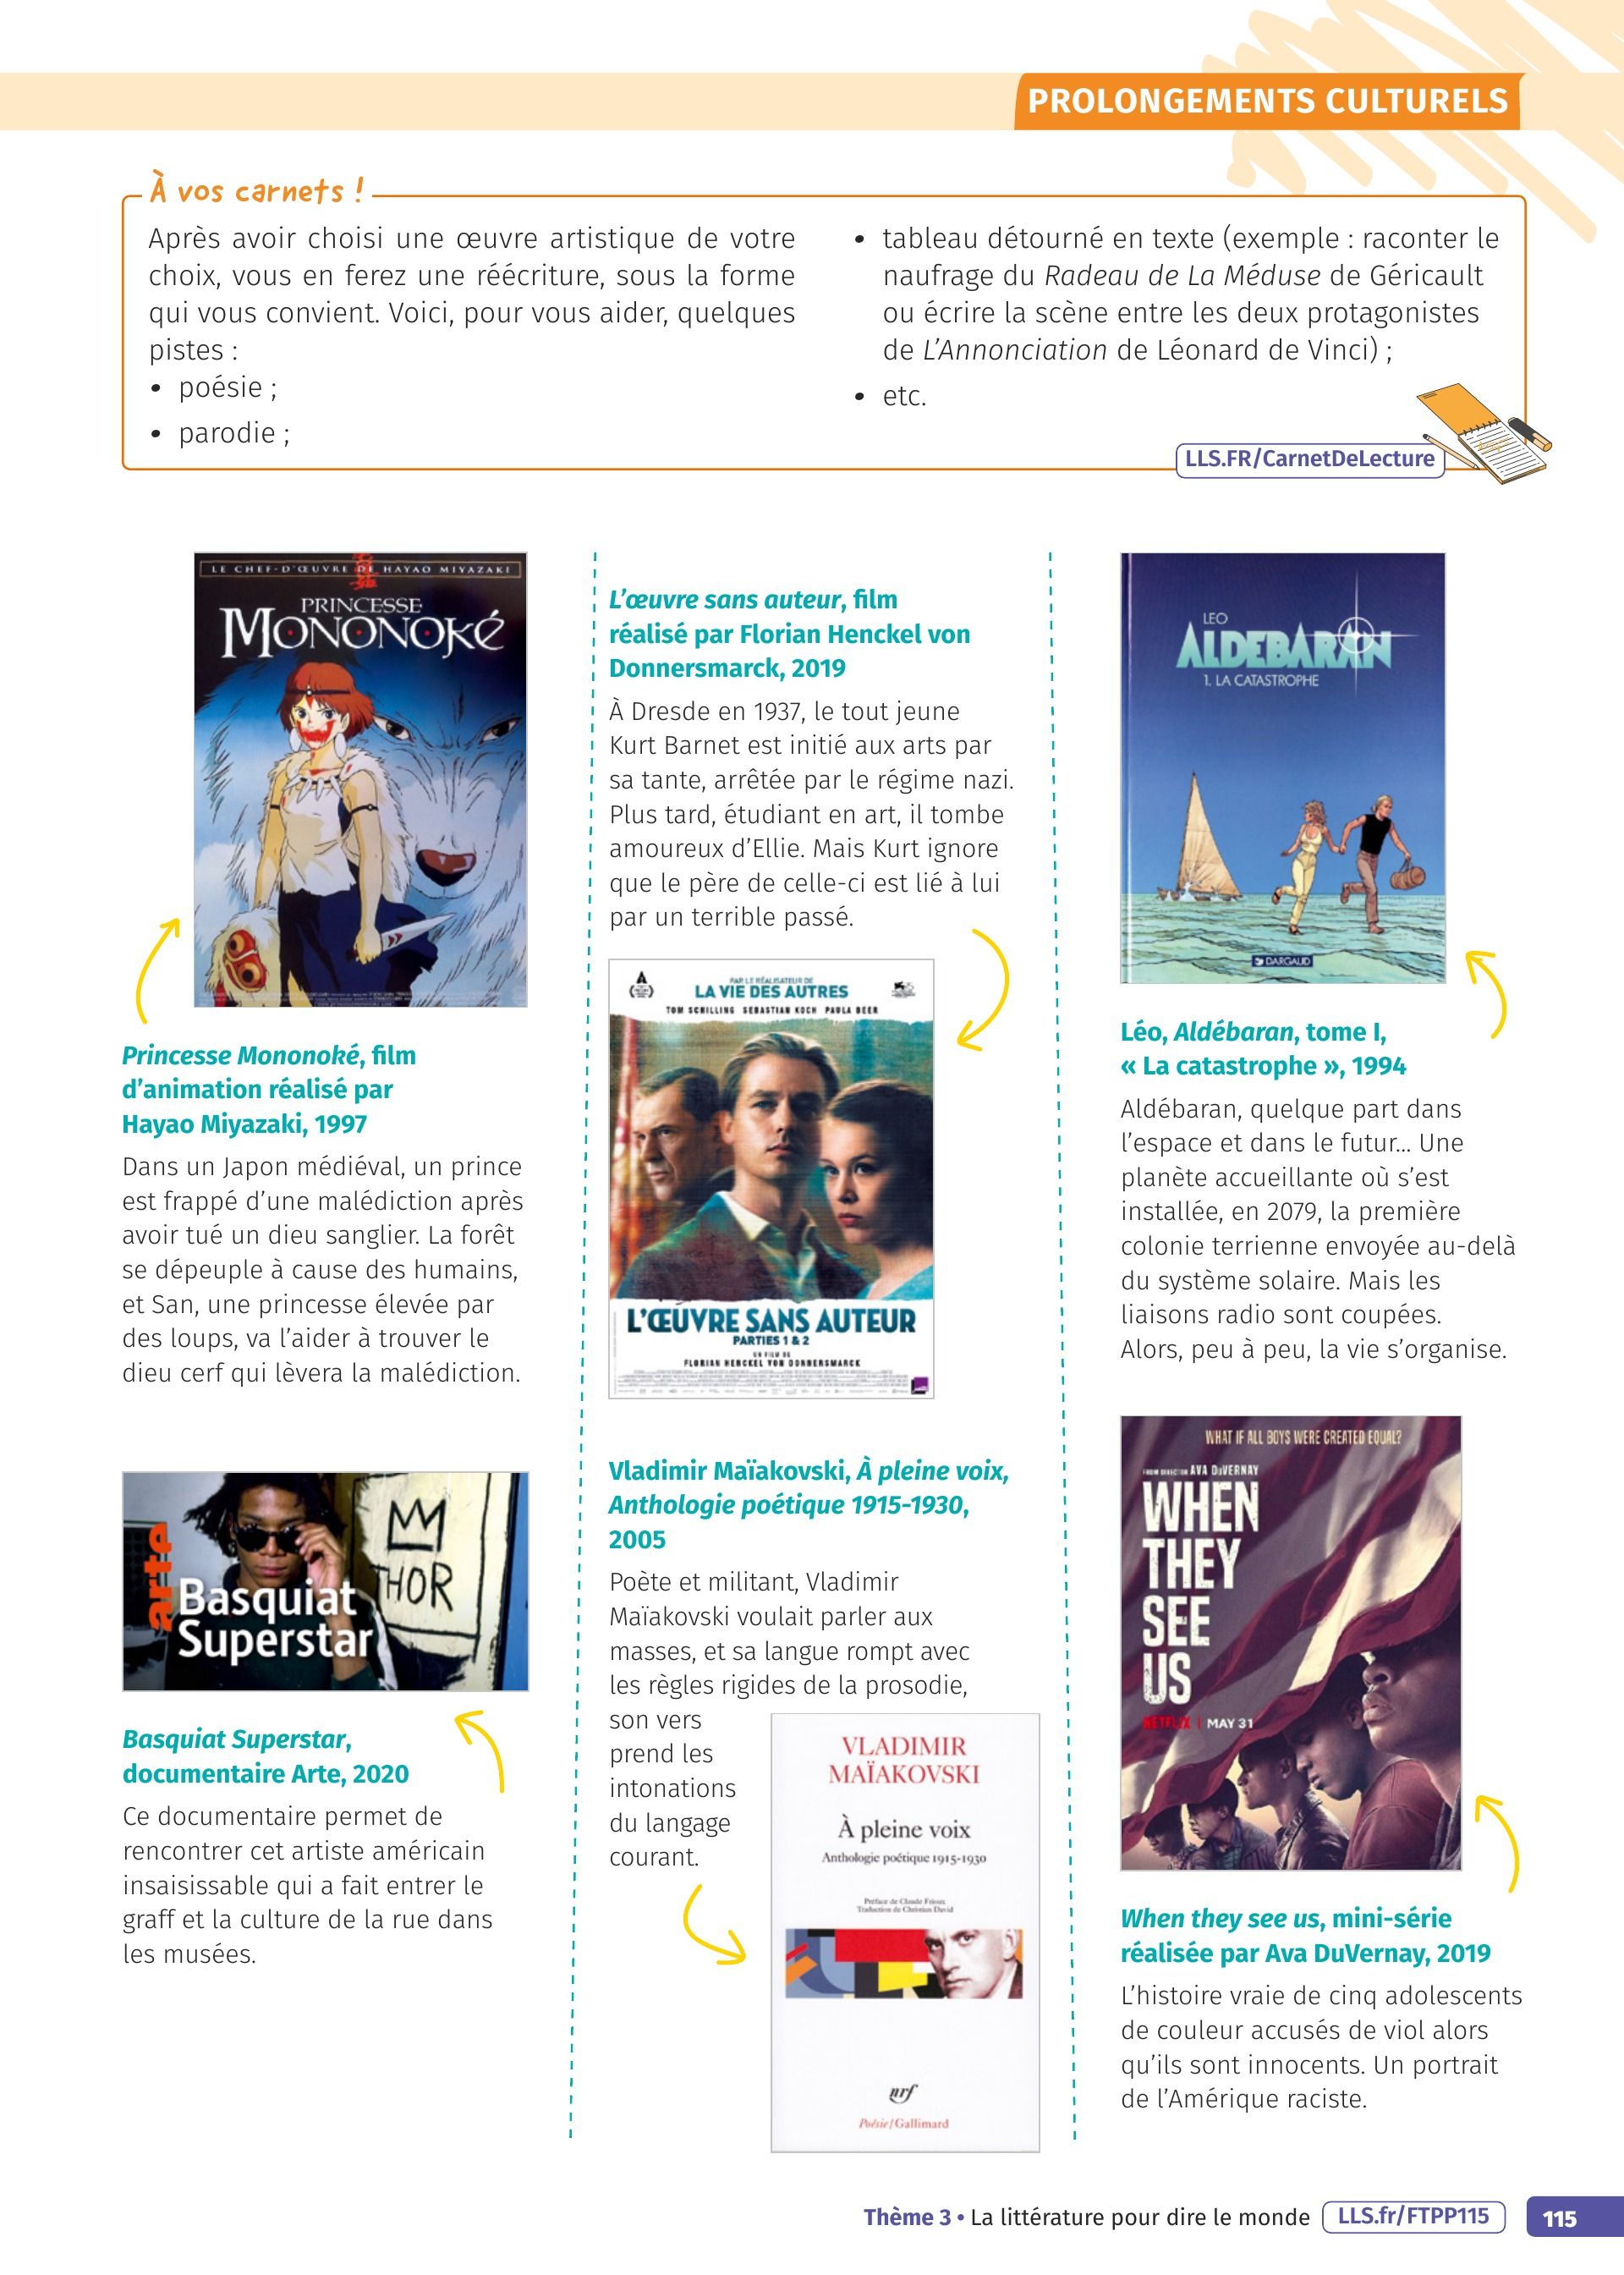 PROLONGEMENTS CULTURELS
À vos carnets !
Après avoir choisi une œuvre artistique de votre
choix, vous en ferez une réécriture, sous la forme
qui vous convient. Voici, pour vous aider, quelques
pistes :
• poésie ;
• parodie ;
• tableau détourné en texte (exemple : raconter le
naufrage du Radeau de La Méduse de Géricault
ou écrire la scène entre les deux protagonistes
de L'Annonciation de Léonard de Vinci) ;
• etc.
LLS.FR/CarnetDeLecture
LE CHEF-D'ŒUVRE DE HAYAO MIYAZAKI
PRINCESSE
MONONOKÉ
Princesse Mononoké, film
d'animation réalisé par
Hayao Miyazaki, 1997
Dans un Japon médiéval, un prince
est frappé d'une malédiction après
avoir tué un dieu sanglier. La forêt
se dépeuple à cause des humains,
et San, une princesse élevée par
des loups, va l'aider à trouver le
dieu cerf qui lèvera la malédiction.
arte
THOR
Basquiat
Superstar
Basquiat Superstar,
documentaire Arte, 2020
Ce documentaire permet de
rencontrer cet artiste américain
insaisissable qui a fait entrer le
graff et la culture de la rue dans
les musées.
L'œuvre sans auteur, film
réalisé par Florian Henckel von
Donnersmarck, 2019
À Dresde en 1937, le tout jeune
Kurt Barnet est initié aux arts par
sa tante, arrêtée par le régime nazi.
Plus tard, étudiant en art, il tombe
amoureux d'Ellie. Mais Kurt ignore
que le père de celle-ci est lié à lui
par un terrible passé.
PAR LE RÉALISATEUR DE
LA VIE DES AUTRES
TOM SCHILLING SEBASTIAN KOCH PAULA BEER
L'ŒUVRE SANS AUTEUR
PARTIES 1 & 2
UN FILM DE
FLORIAN HENCKEL VON DONNERSMARCK
Vladimir Maïakovski, À pleine voix,
Anthologie poétique 1915-1930,
2005
Poète et militant, Vladimir
Maïakovski voulait parler aux
masses, et sa langue rompt avec
les règles rigides de la prosodie,
son vers
prend les
intonations
du langage
courant.
VLADIMIR
MAÏAKOVSKI
À pleine voix
Anthologie poétique 1915-1930
Préface de Claude Frioux
Traduction de Christian David
nrf
Poésie/Gallimard
LEO
ALDEBARAN
1. LA CATASTROPHE
DARGAUD
Léo, Aldébaran, tome I,
« La catastrophe », 1994
Aldébaran, quelque part dans
l'espace et dans le futur... Une
planète accueillante où s'est
installée, en 2079, la première
colonie terrienne envoyée au-delà
du système solaire. Mais les
liaisons radio sont coupées.
Alors, peu à peu, la vie s'organise.
WHAT IF ALL BOYS WERE CREATED EQUAL?
FROM DIRECTOR AVA DuVERNAY
WHEN
THEY
SEE
US
NETFLIX | MAY 31
When they see us, mini-série
réalisée par Ava DuVernay, 2019
L'histoire vraie de cinq adolescents
de couleur accusés de viol alors
qu'ils sont innocents. Un portrait
de l'Amérique raciste.
Thème 3 • La littérature pour dire le monde
LLS.fr/FTPP115
115